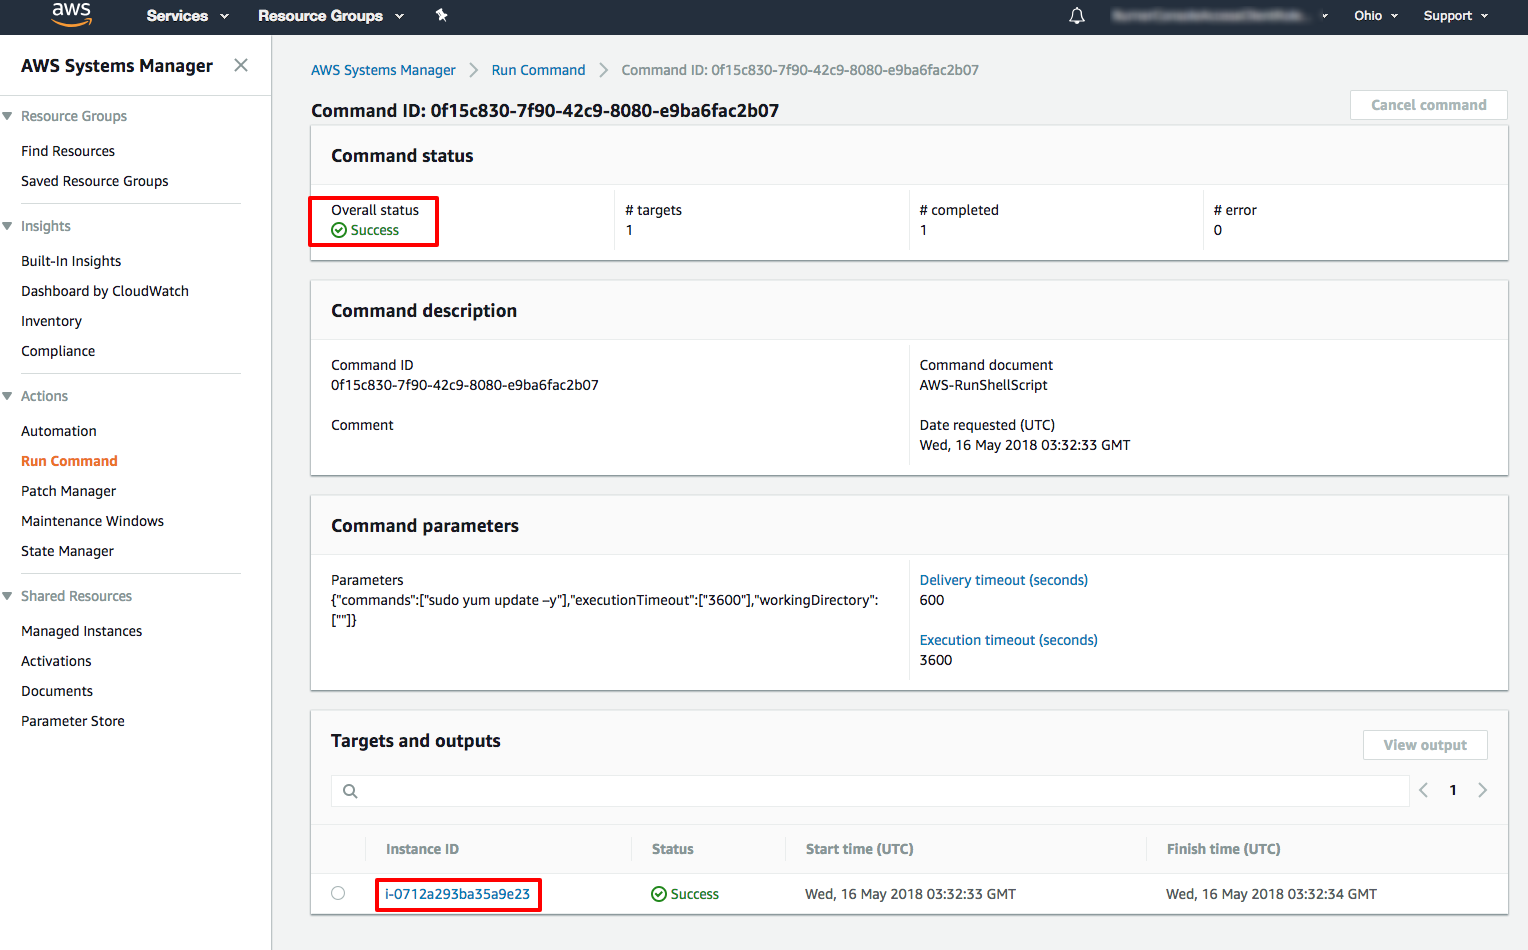 aws
Services
Resource Groups
Ohio
Support
AWS Systems Manager
Resource Groups
Find Resources
Saved Resource Groups
Insights
Built-In Insights
Dashboard by CloudWatch
Inventory
Compliance
Actions
Automation
Run Command
Patch Manager
Maintenance Windows
State Manager
Shared Resources
Managed Instances
Activations
Documents
Parameter Store
AWS Systems Manager > Run Command > Command ID: 0f15c830-7f90-42c9-8080-e9ba6fac2b07
Command ID: 0f15c830-7f90-42c9-8080-e9ba6fac2b07
Cancel command
Command status
Overall status
Success
# targets
1
# completed
1
# error
0
Command description
Command ID
0f15c830-7f90-42c9-8080-e9ba6fac2b07
Comment
Command document
AWS-RunShellScript
Date requested (UTC)
Wed, 16 May 2018 03:32:33 GMT
Command parameters
Parameters
{"commands":["sudo yum update –y"],"executionTimeout":["3600"],"workingDirectory":
[""]}
Delivery timeout (seconds)
600
Execution timeout (seconds)
3600
Targets and outputs
View output
1
Instance ID Status Start time (UTC) Finish time (UTC)
i-0712a293ba35a9e23 Success Wed, 16 May 2018 03:32:33 GMT Wed, 16 May 2018 03:32:34 GMT